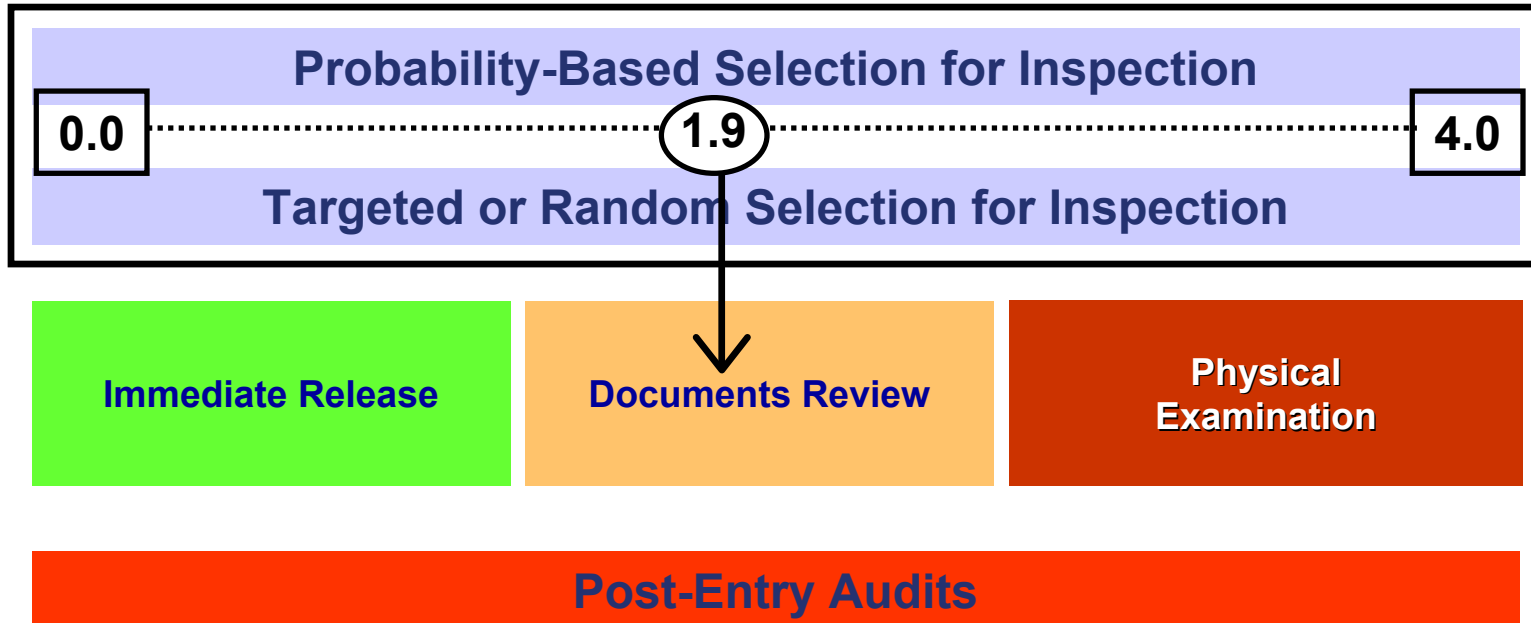 Probability-Based Selection for Inspection
0.0
1.9
4.0
Targeted or Random Selection for Inspection
Immediate Release
Documents Review
Physical
Examination
Post-Entry Audits